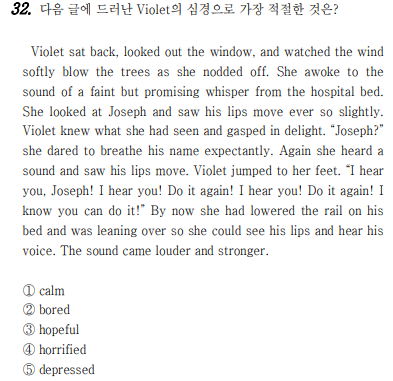 32. 다음 글에 드러난 Violet의 심경으로 가장 적절한 것은?
Violet sat back, looked out the window, and watched the wind
softly blow the trees as she nodded off. She awoke to the
sound of a faint but promising whisper from the hospital bed.
She looked at Joseph and saw his lips move ever so slightly.
Violet knew what she had seen and gasped in delight. “Joseph?”
she dared to breathe his name expectantly. Again she heard a
sound and saw his lips move. Violet jumped to her feet. “I hear
you, Joseph! I hear you! Do it again! I hear you! Do it again! I
know you can do it!” By now she had lowered the rail on his
bed and was leaning over so she could see his lips and hear his
voice. The sound came louder and stronger.
① calm
② bored
③ hopeful
④ horrified
⑤ depressed